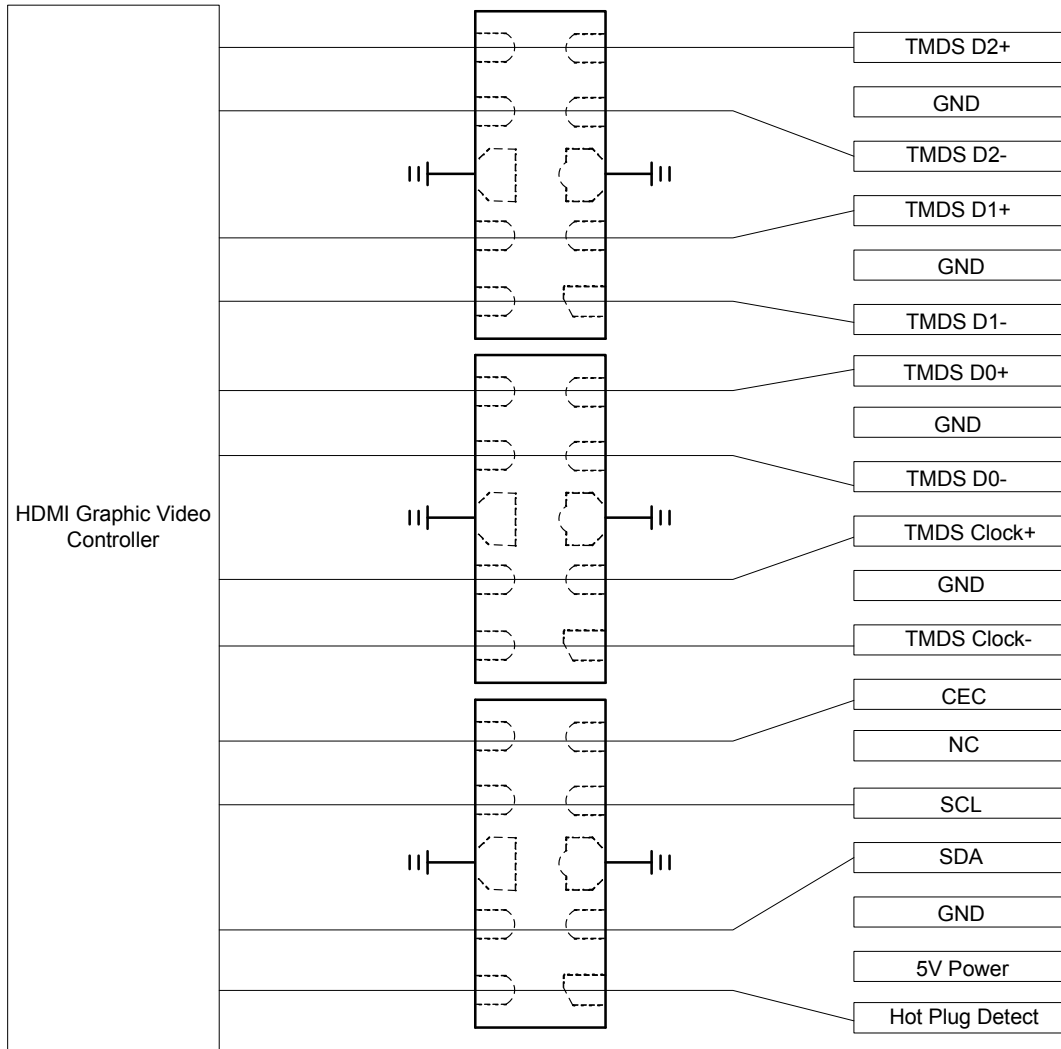 HDMI Graphic Video
Controller
TMDS D2+
GND
TMDS D2-
TMDS D1+
GND
TMDS D1-
TMDS D0+
GND
TMDS D0-
TMDS Clock+
GND
TMDS Clock-
CEC
NC
SCL
SDA
GND
5V Power
Hot Plug Detect